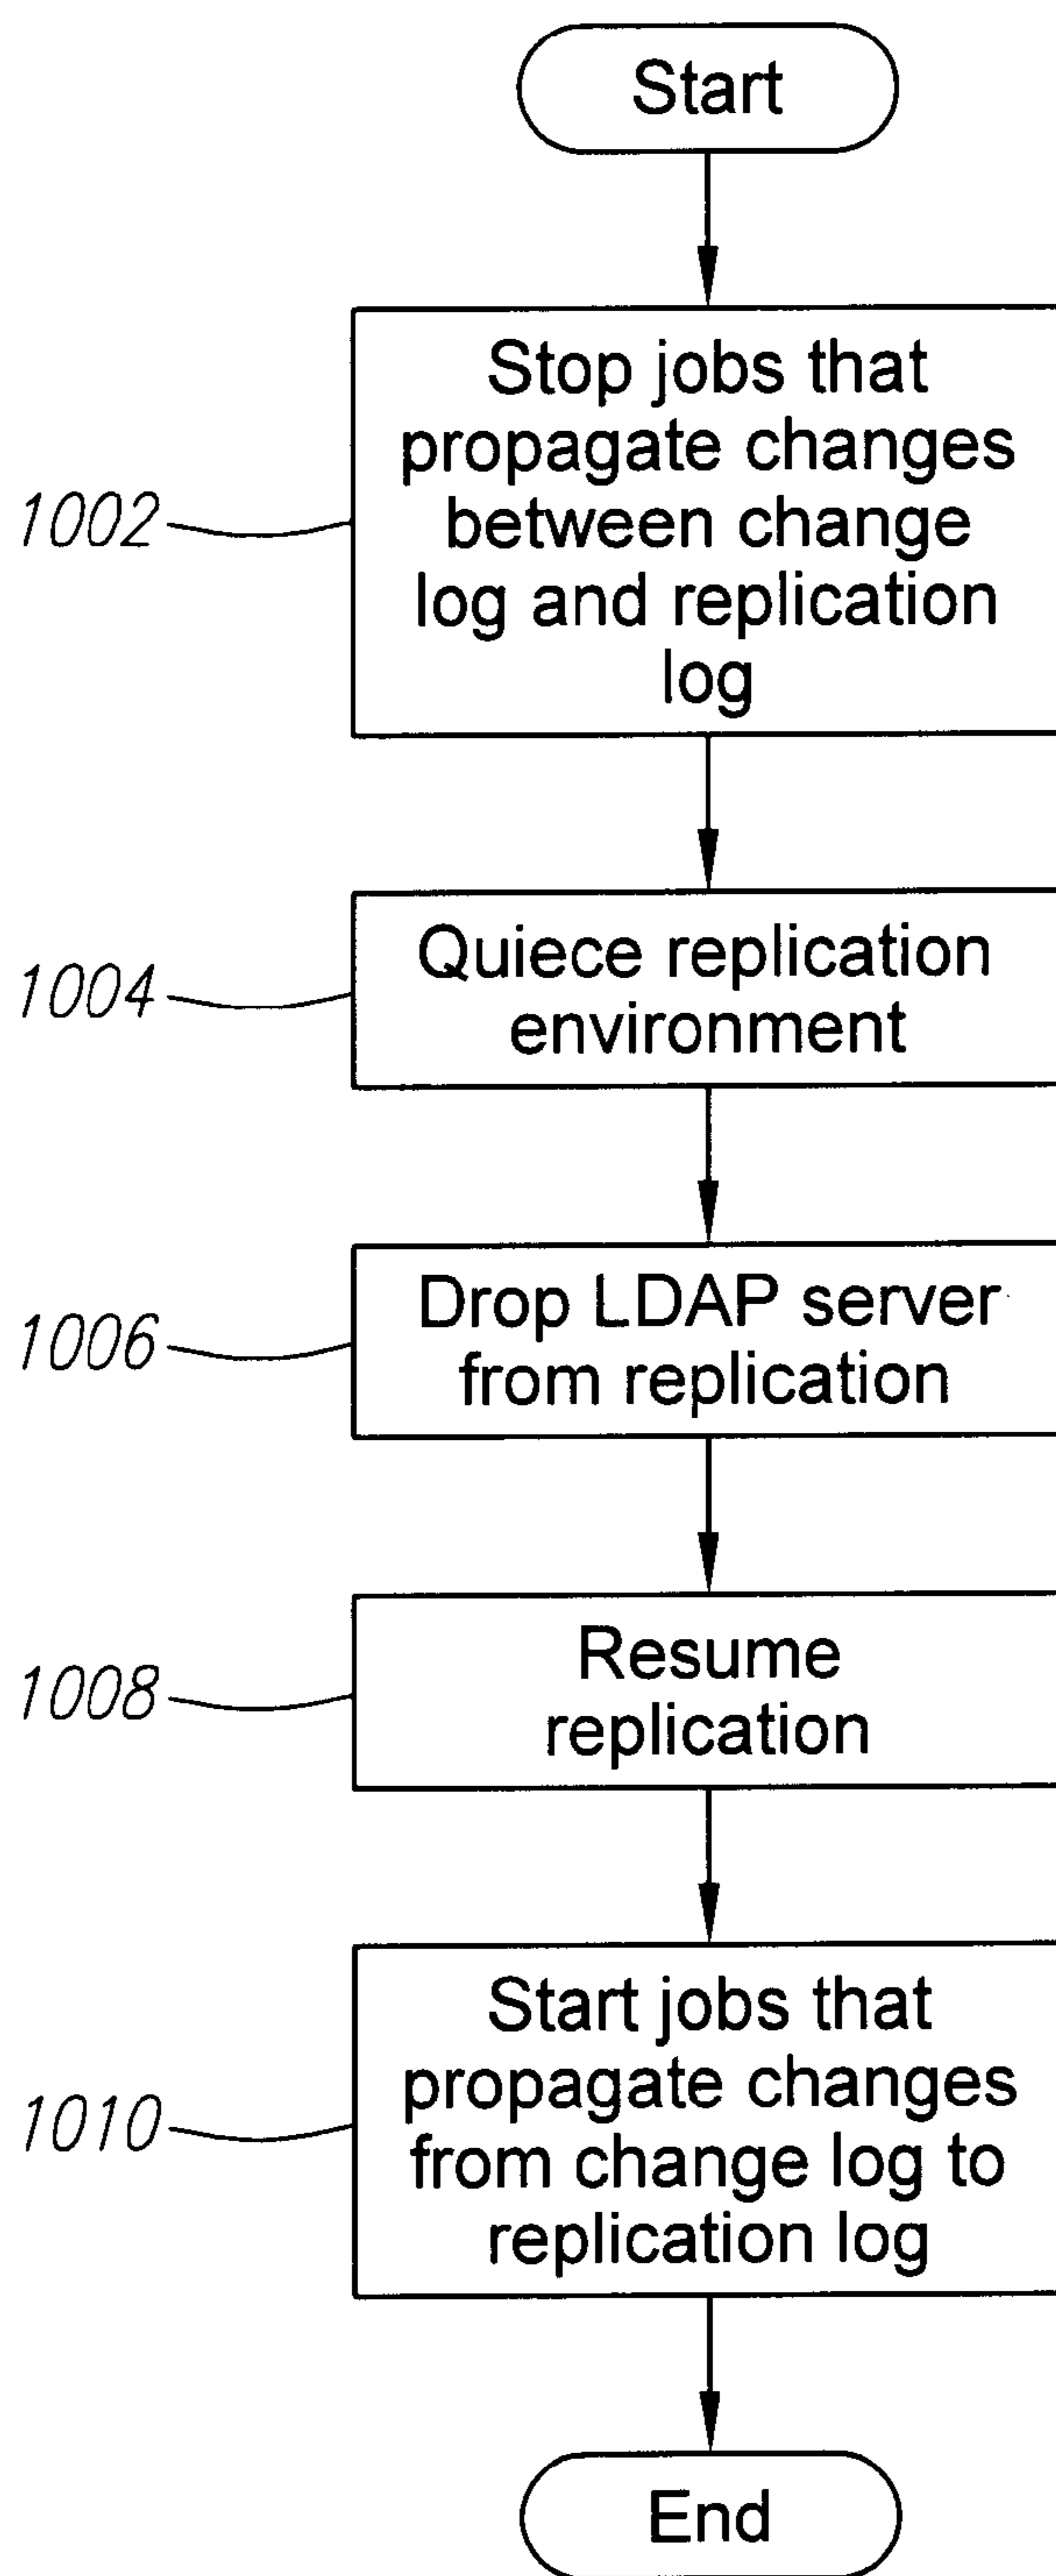 Start
Stop jobs that
propagate changes
between change
log and replication
log
1002
Quiece replication
environment
1004
Drop LDAP server
from replication
1006
Resume
replication
1008
Start jobs that
propagate changes
from change log to
replication log
1010
End